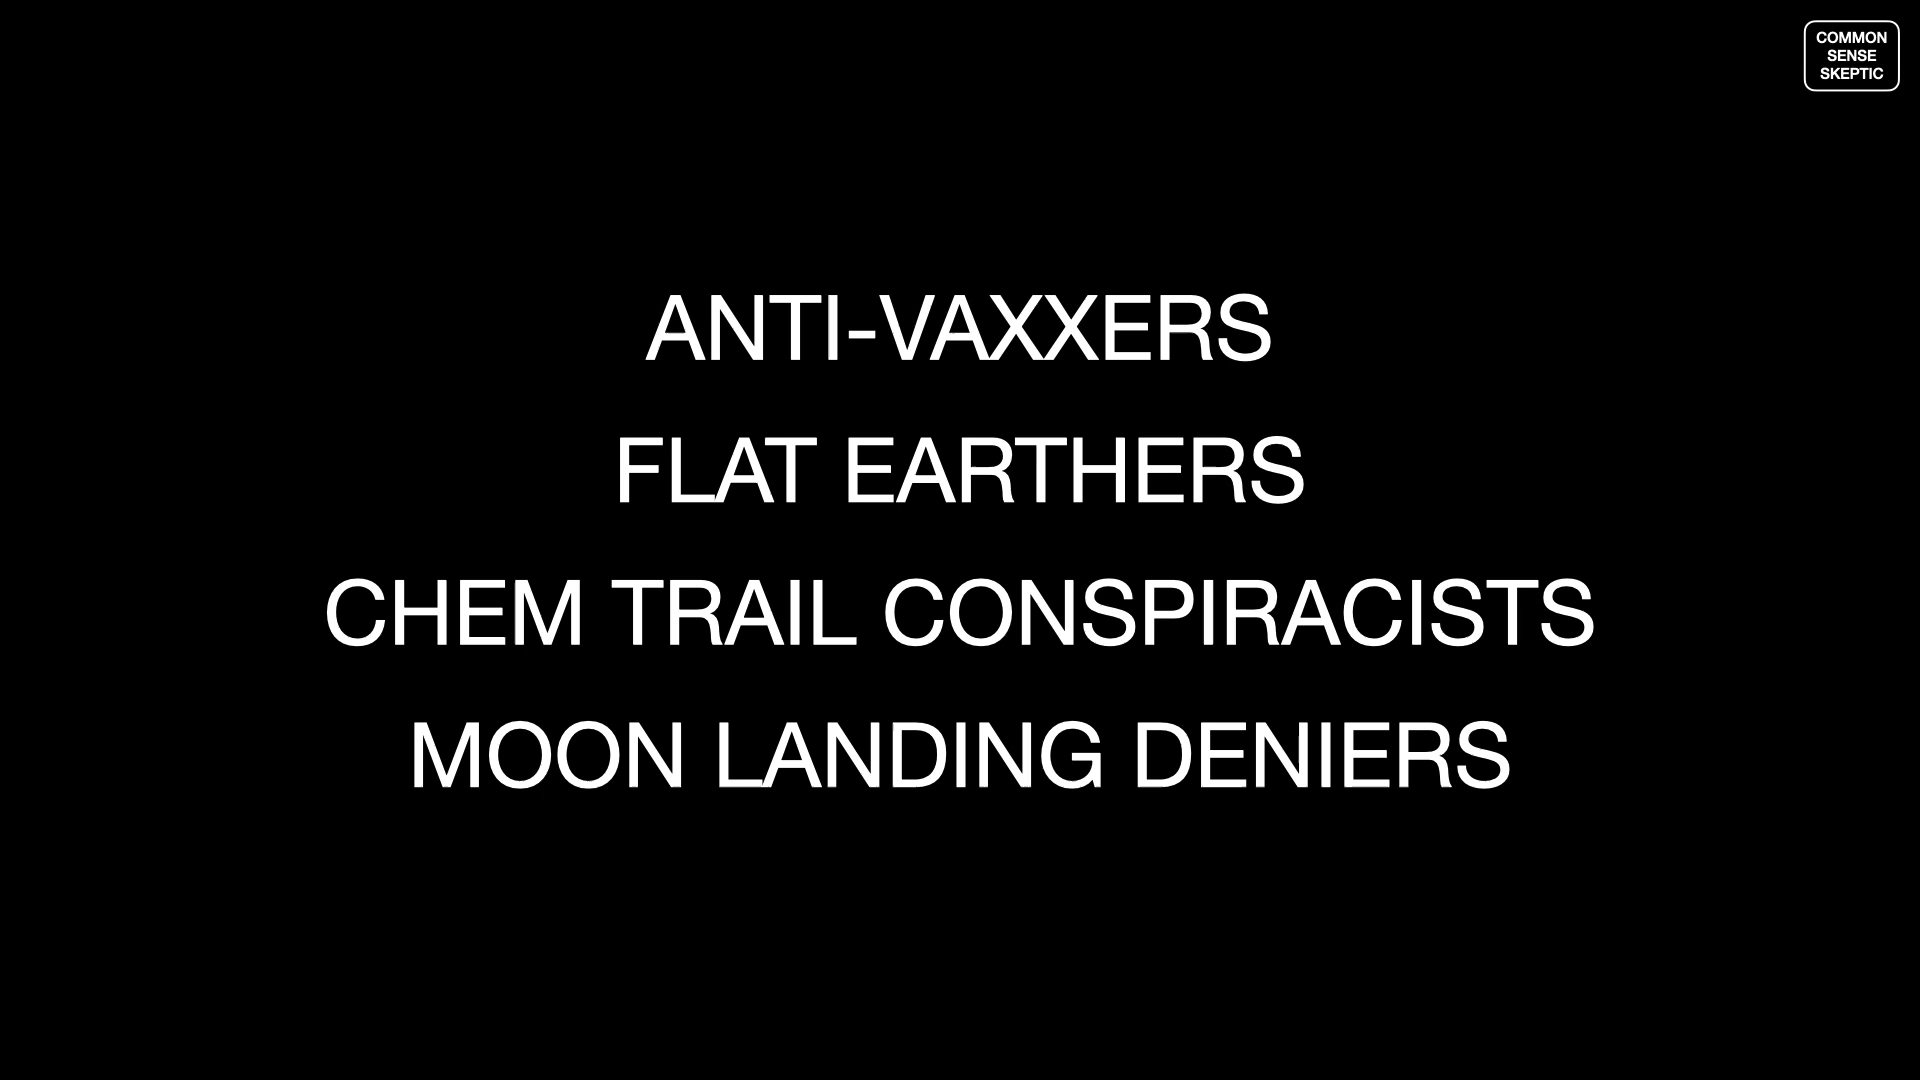 COMMON
SENSE
SKEPTIC
ANTI-VAXXERS
FLAT EARTHERS
CHEM TRAIL CONSPIRACISTS
MOON LANDING DENIERS